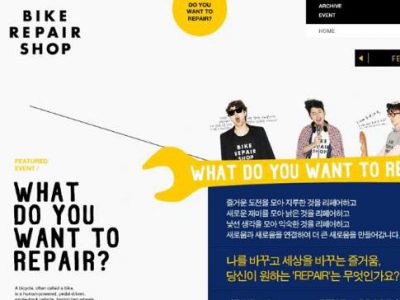 BIKE
REPAIR
SHOP
DO YOU
WANT TO
REPAIR?
ARCHIVE
EVENT
HOME
FE
BIKE
REPAIR
SHOP
WHAT DO YOU WANT TO RE
FEATURED
EVENT /
WHAT
DO YOU
WANT TO
REPAIR?
A bicycle, often called a bike,
is a human-powered, pedal-driven,
즐거운 도전을 모아 지루한 것을 리페어하고
새로운 재미를 모아 낡은 것을 리페어하고
낯선 생각을 모아 익숙한 것을 리페어하고
새로움과 새로움을 연결하여 더 큰 새로움을 만들어갑니다.
나를 바꾸고 세상을 바꾸는 즐거움,
당신이 원하는 'REPAIR'는 무엇인가요?